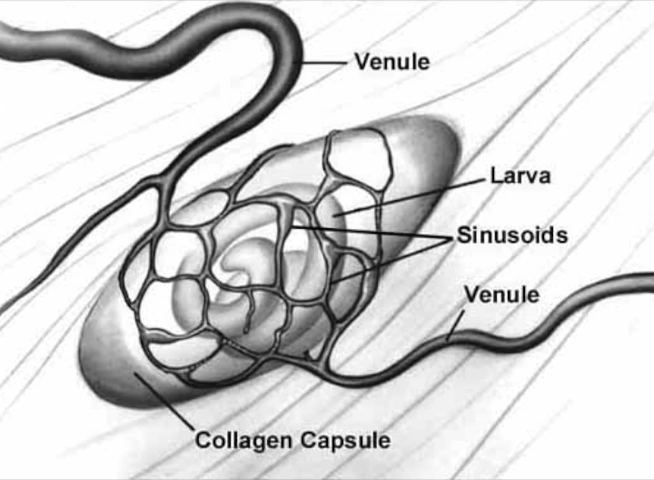 Venule
Larva
Sinusoids
Venule
Collagen Capsule